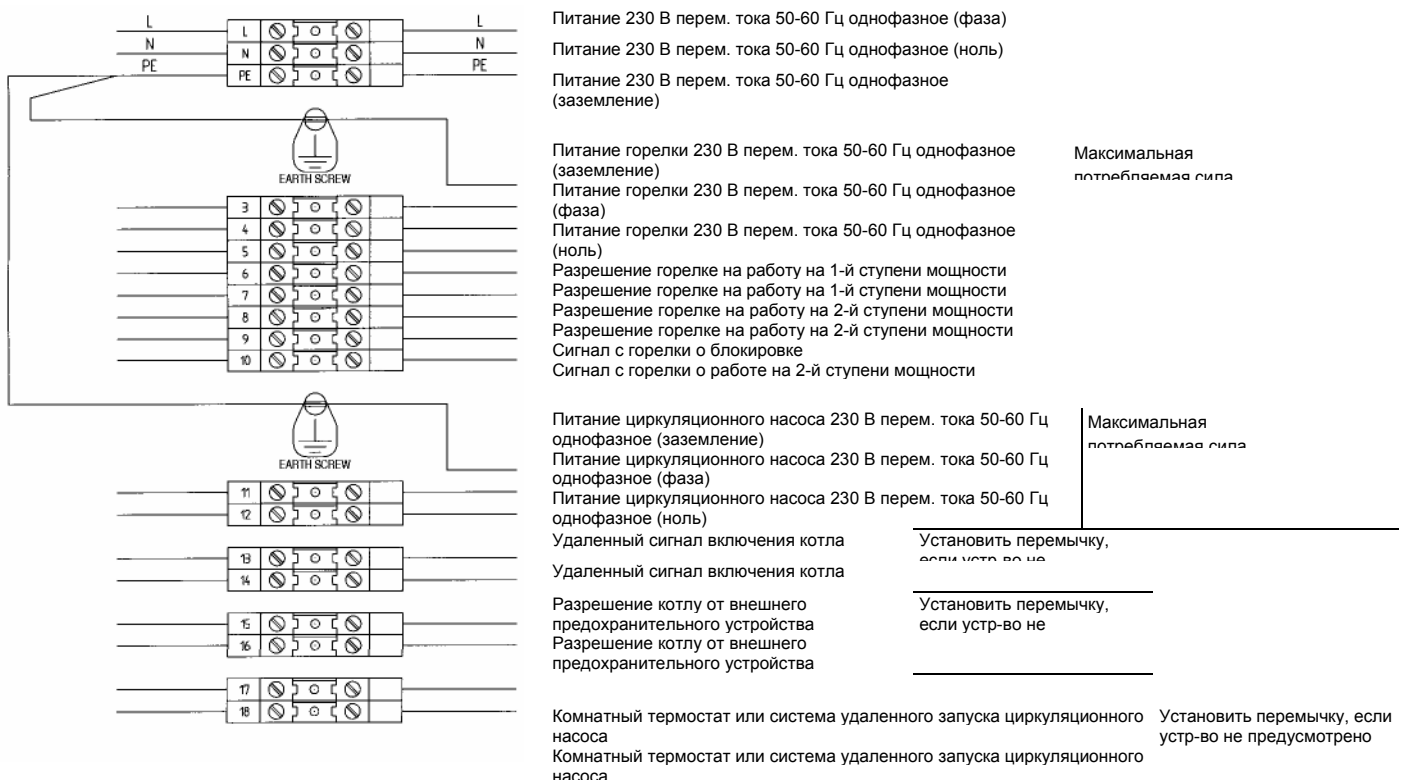 L
L
L
Питание 230 В перем. тока 50-60 Гц однофазное (фаза)
N
N
N
Питание 230 В перем. тока 50-60 Гц однофазное (ноль)
PE
PE
PE
Питание 230 В перем. тока 50-60 Гц однофазное
(заземление)
EARTH SCREW
Питание горелки 230 В перем. тока 50-60 Гц однофазное
(заземление)
Максимальная
потребляемая сила
Питание горелки 230 В перем. тока 50-60 Гц однофазное
(фаза)
Питание горелки 230 В перем. тока 50-60 Гц однофазное
(ноль)
Разрешение горелке на работу на 1-й ступени мощности
Разрешение горелке на работу на 1-й ступени мощности
Разрешение горелке на работу на 2-й ступени мощности
Разрешение горелке на работу на 2-й ступени мощности
Сигнал с горелки о блокировке
Сигнал с горелки о работе на 2-й ступени мощности
3
4
5
6
7
8
9
10
EARTH SCREW
Питание циркуляционного насоса 230 В перем. тока 50-60 Гц
однофазное (заземление)
Максимальная
потребляемая сила
Питание циркуляционного насоса 230 В перем. тока 50-60 Гц
однофазное (фаза)
Питание циркуляционного насоса 230 В перем. тока 50-60 Гц
однофазное (ноль)
11
12
Удаленный сигнал включения котла
Установить перемычку,
если устр-во не
Удаленный сигнал включения котла
13
14
Разрешение котлу от внешнего
предохранительного устройства
Установить перемычку,
если устр-во не
Разрешение котлу от внешнего
предохранительного устройства
15
16
17
18
Комнатный термостат или система удаленного запуска циркуляционного
насоса
Установить перемычку, если
устр-во не предусмотрено
Комнатный термостат или система удаленного запуска циркуляционного
насоса